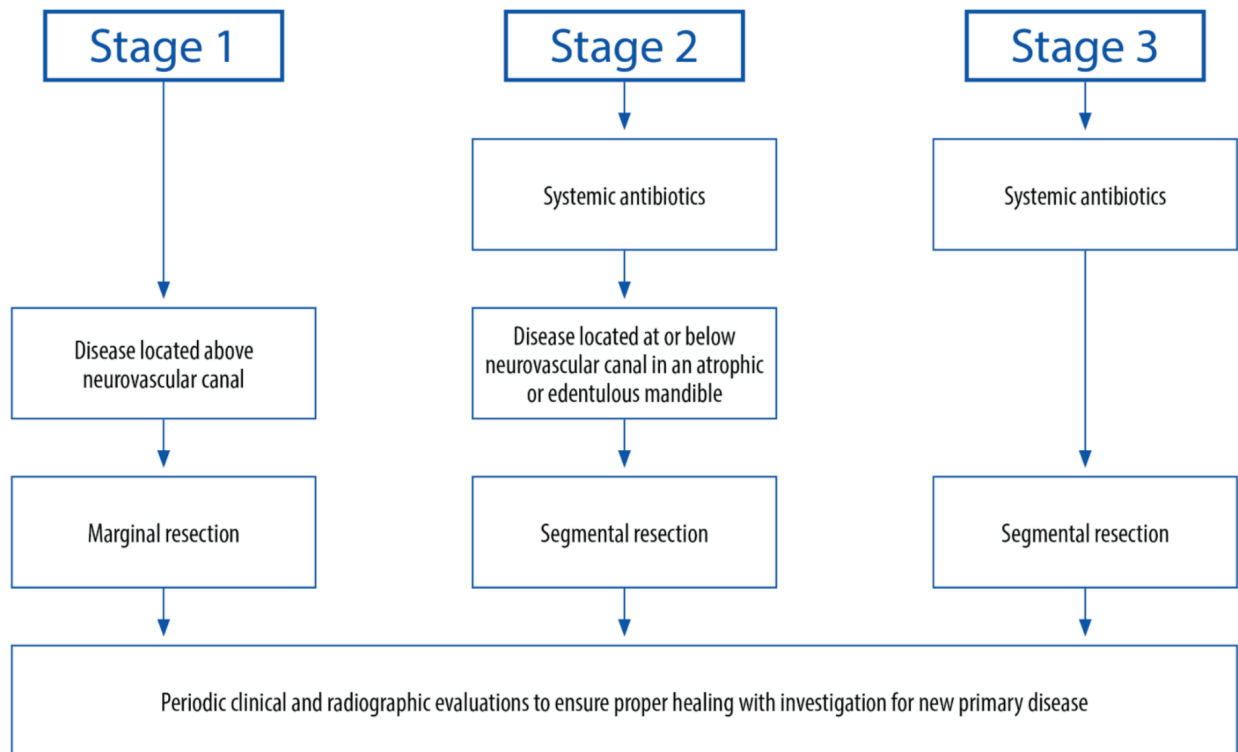 Stage 1
Stage 2
Stage 3
Systemic antibiotics
Systemic antibiotics
Disease located above
neurovascular canal
Disease located at or below
neurovascular canal in an atrophic
or edentulous mandible
Marginal resection
Segmental resection
Segmental resection
Periodic clinical and radiographic evaluations to ensure proper healing with investigation for new primary disease